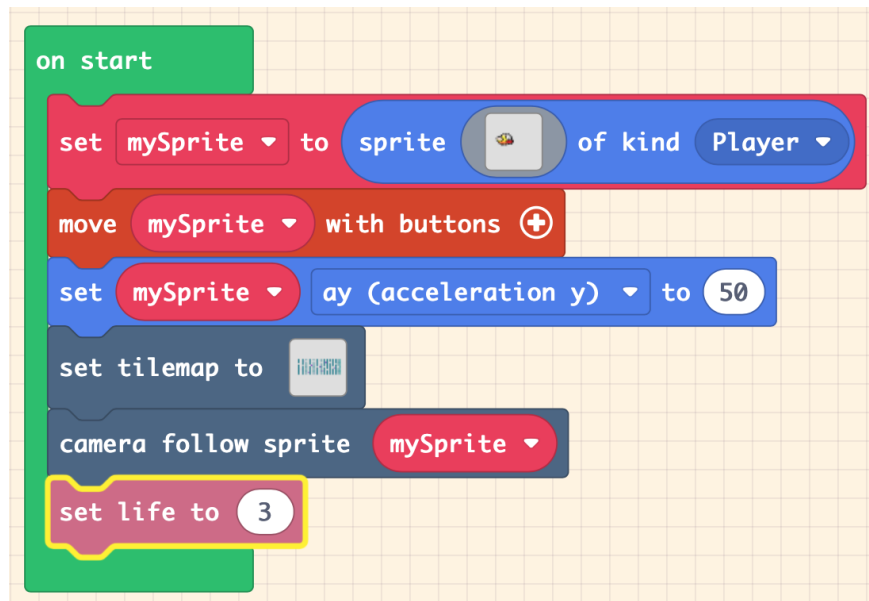 on start
set mySprite to sprite of kind Player
move mySprite with buttons
set mySprite ay (acceleration y) to 50
set tilemap to
camera follow sprite mySprite
set life to 3